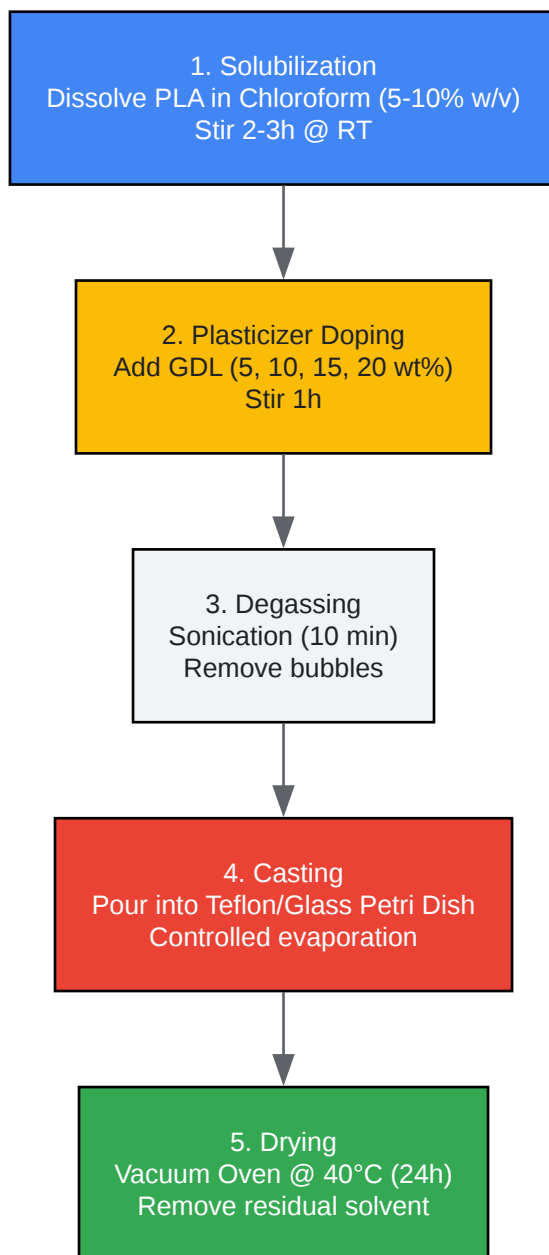 1. Solubilization
Dissolve PLA in Chloroform (5-10% w/v)
Stir 2-3h @ RT
2. Plasticizer Doping
Add GDL (5, 10, 15, 20 wt%)
Stir 1h
3. Degassing
Sonication (10 min)
Remove bubbles
4. Casting
Pour into Teflon/Glass Petri Dish
Controlled evaporation
5. Drying
Vacuum Oven @ 40°C (24h)
Remove residual solvent